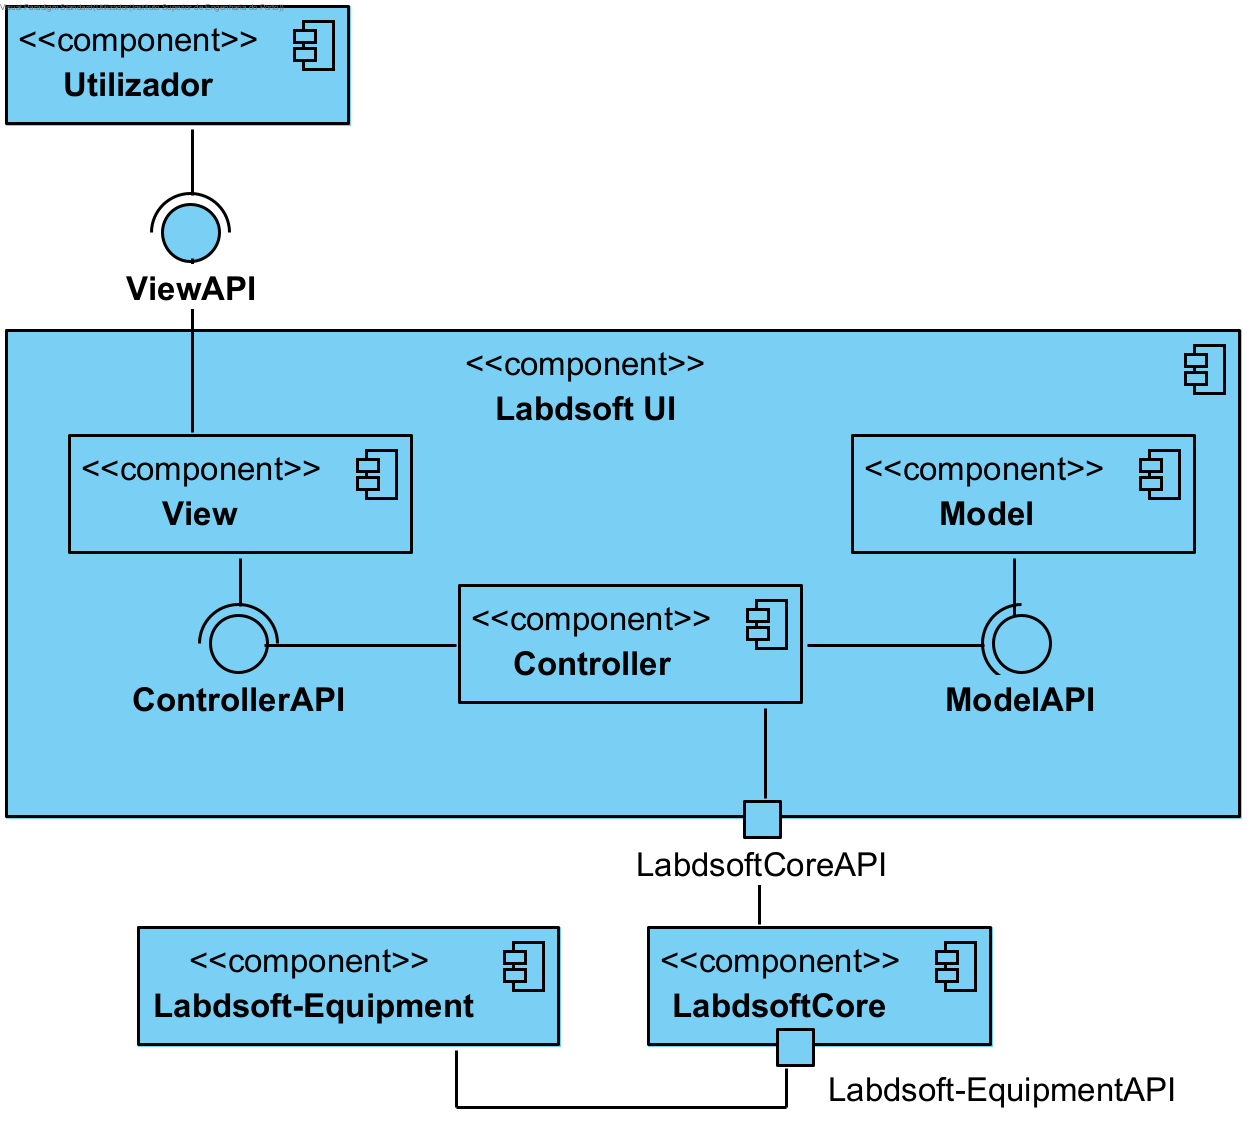 <<component>>
Utilizador
ViewAPI
<<component>>
Labdsoft UI
<<component>>
View
<<component>>
Model
<<component>>
Controller
ControllerAPI
ModelAPI
LabdsoftCoreAPI
<<component>>
Labdsoft-Equipment
<<component>>
LabdsoftCore
Labdsoft-EquipmentAPI